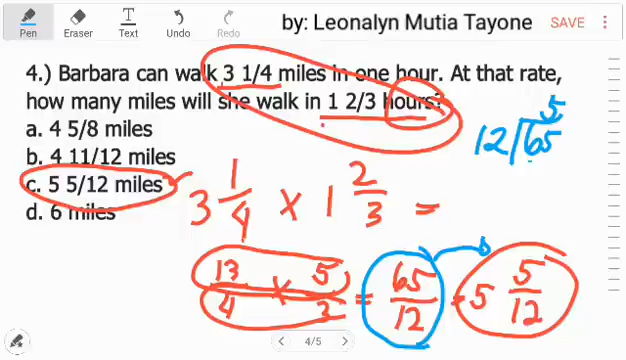 by: Leonalyn Mutia Tayone
SAVE
Pen
Eraser
Text
Undo
Redo
4.) Barbara can walk 3 1/4 miles in one hour. At that rate,
how many miles will she walk in 1 2/3 hours?
a. 4 5/8 miles
b. 4 11/12 miles
c. 5 5/12 miles
d. 6 miles
5
12 65
3 1/4 x 1 2/3 =
13/4 x 5/3 = 65/12 = 5 5/12
4/5